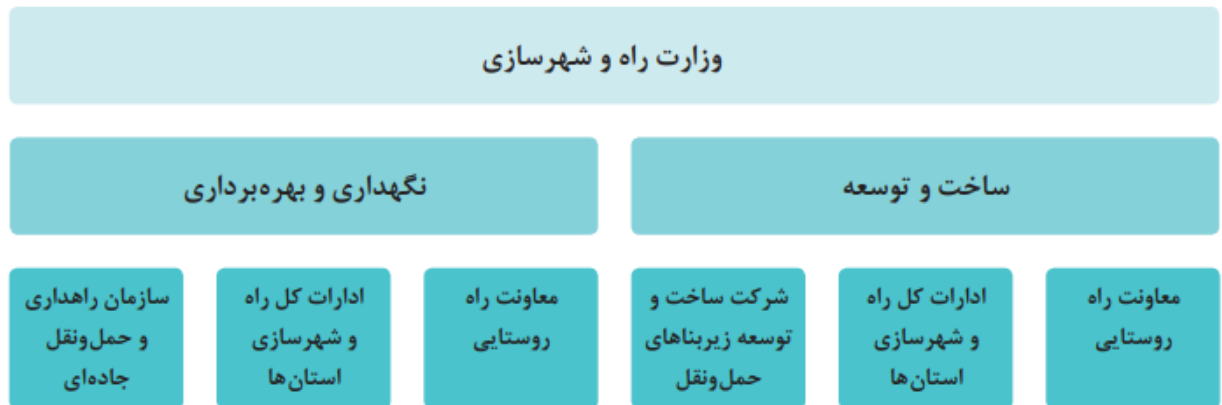 وزارت راه و شهرسازی
ساخت و توسعه
نگهداری و بهره‌برداری
معاونت راه
روستایی
ادارات کل راه
و شهرسازی
استان‌ها
شرکت ساخت و
توسعه زیربناهای
حمل‌ونقل
معاونت راه
روستایی
ادارات کل راه
و شهرسازی
استان‌ها
سازمان راهداری
و حمل‌ونقل
جاده‌ای